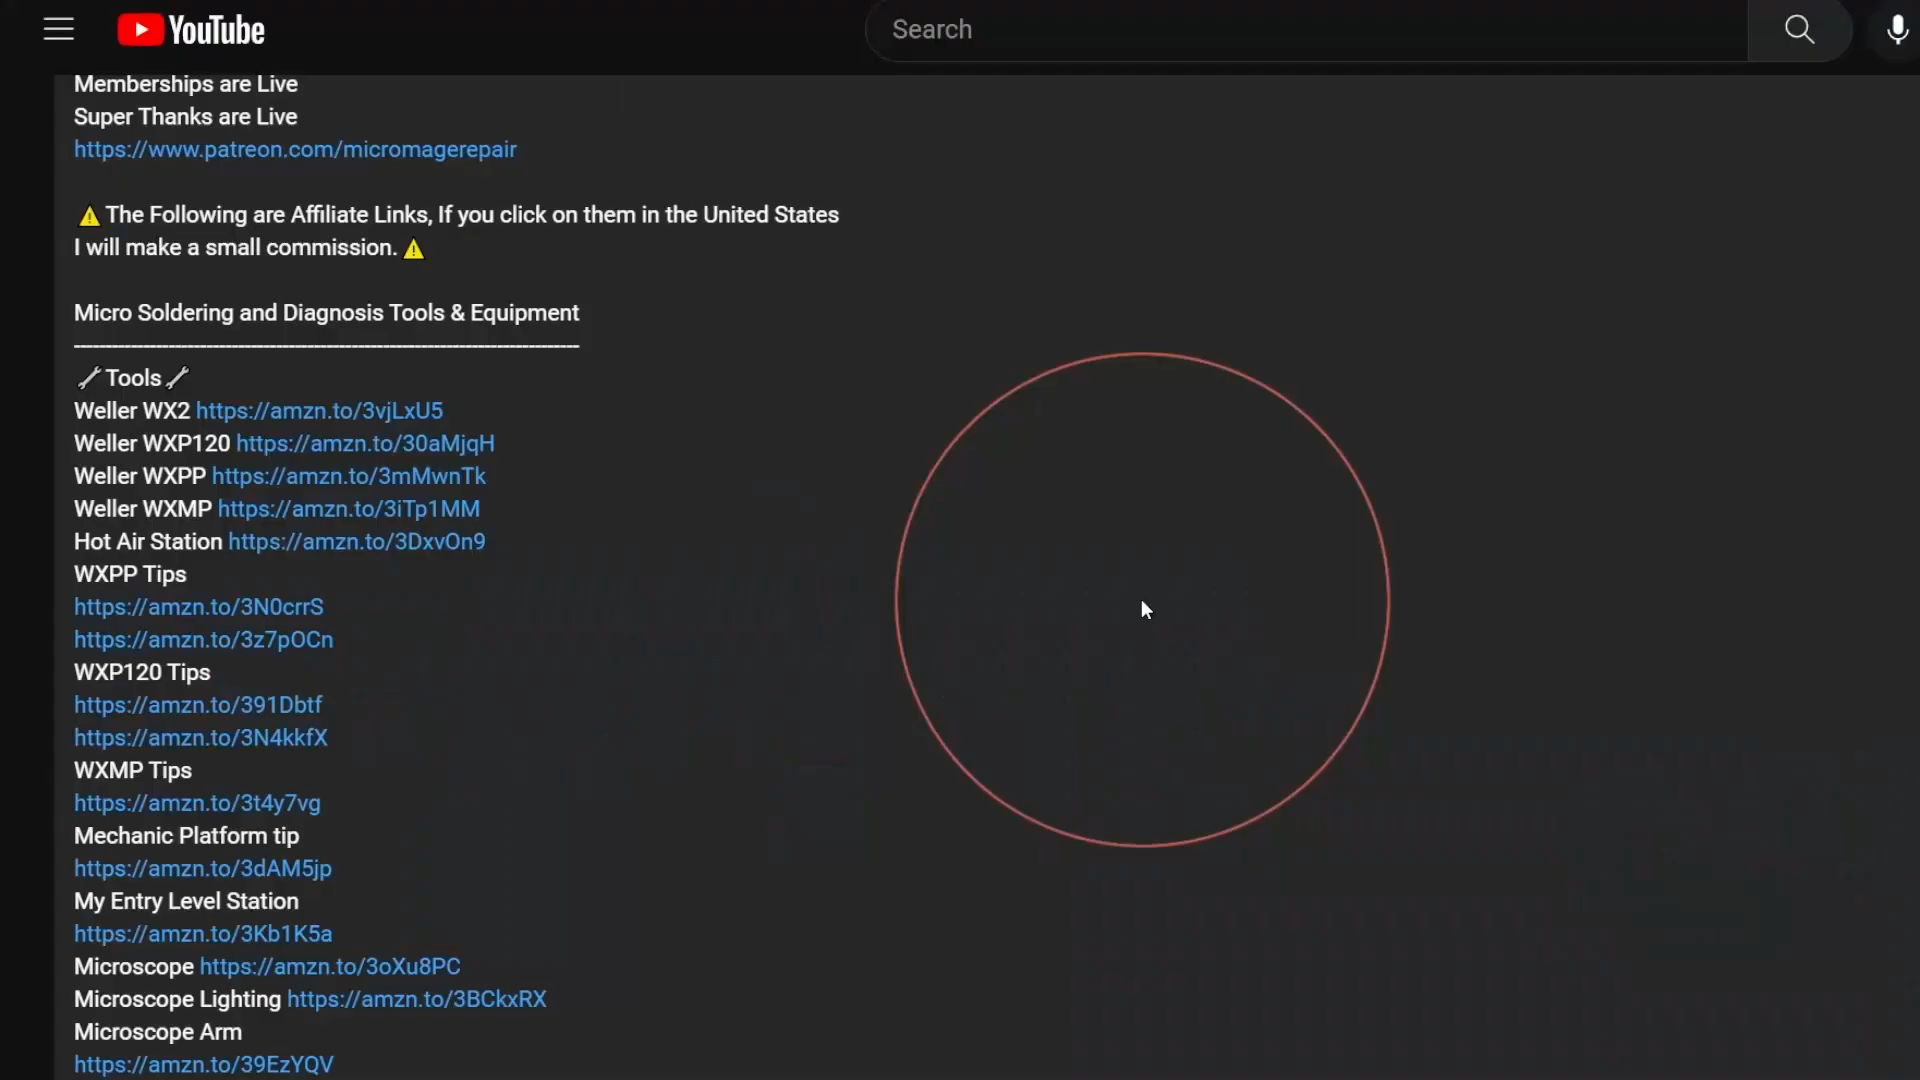 YouTube
Search
Memberships are Live
Super Thanks are Live
https://www.patreon.com/micromagerepair
The Following are Affiliate Links, If you click on them in the United States
I will make a small commission.
Micro Soldering and Diagnosis Tools & Equipment
Tools
Weller WX2 https://amzn.to/3vjLxU5
Weller WXP120 https://amzn.to/30aMjqH
Weller WXPP https://amzn.to/3mMwnTk
Weller WXMP https://amzn.to/3iTp1MM
Hot Air Station https://amzn.to/3DxvOn9
WXPP Tips
https://amzn.to/3N0crrS
https://amzn.to/3z7pOCn
WXP120 Tips
https://amzn.to/391Dbtf
https://amzn.to/3N4kkfX
WXMP Tips
https://amzn.to/3t4y7vg
Mechanic Platform tip
https://amzn.to/3dAM5jp
My Entry Level Station
https://amzn.to/3Kb1K5a
Microscope https://amzn.to/3oXu8PC
Microscope Lighting https://amzn.to/3BCkxRX
Microscope Arm
https://amzn.to/39EzYQV